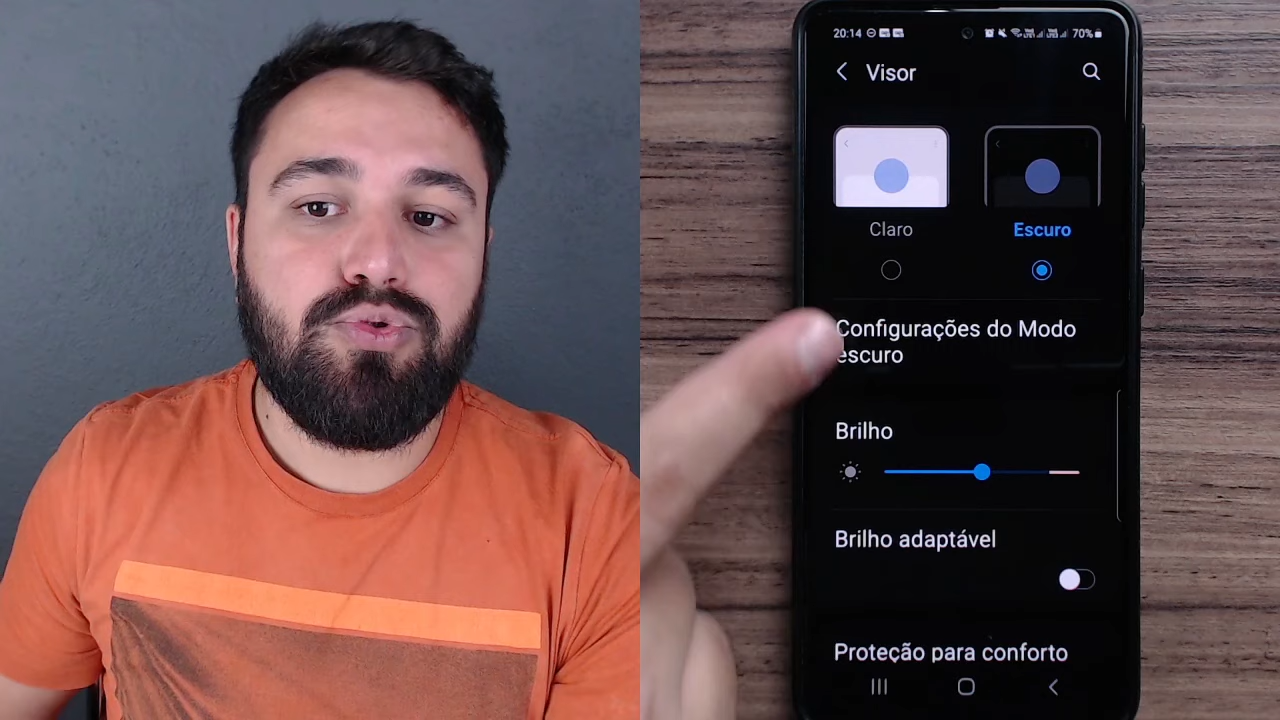 20:14
70%
Visor
Claro
Escuro
Configurações do Modo
escuro
Brilho
Brilho adaptável
Proteção para conforto